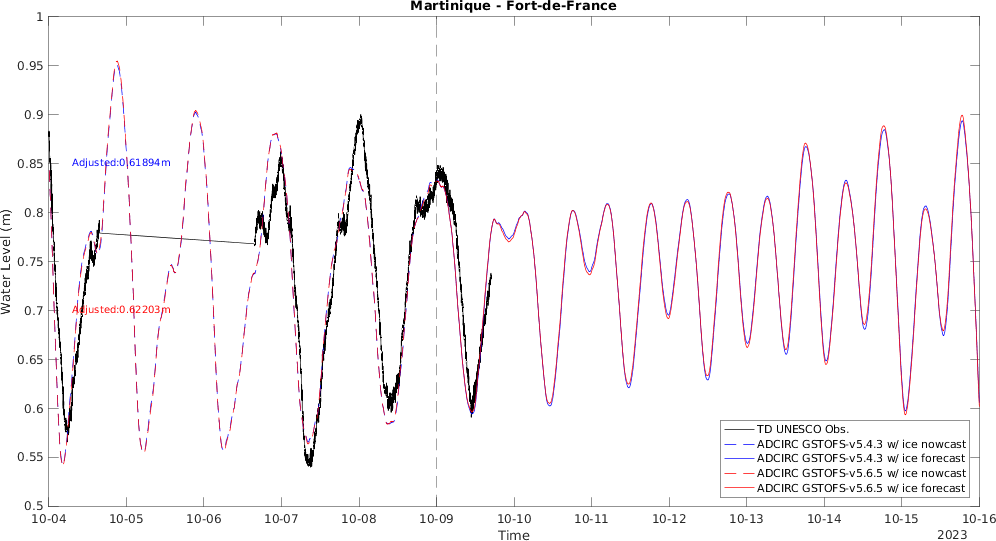 Martinique - Fort-de-France
1
0.95
0.9
0.85
0.8
0.75
0.7
0.65
0.6
0.55
0.5
Water Level (m)
Adjusted:0.61894m
Adjusted:0.62203m
TD UNESCO Obs.
ADCIRC GSTOFS-v5.4.3 w/ ice nowcast
ADCIRC GSTOFS-v5.4.3 w/ ice forecast
ADCIRC GSTOFS-v5.6.5 w/ ice nowcast
ADCIRC GSTOFS-v5.6.5 w/ ice forecast
10-04 10-05 10-06 10-07 10-08 10-09 10-10 10-11 10-12 10-13 10-14 10-15 10-16
Time
2023